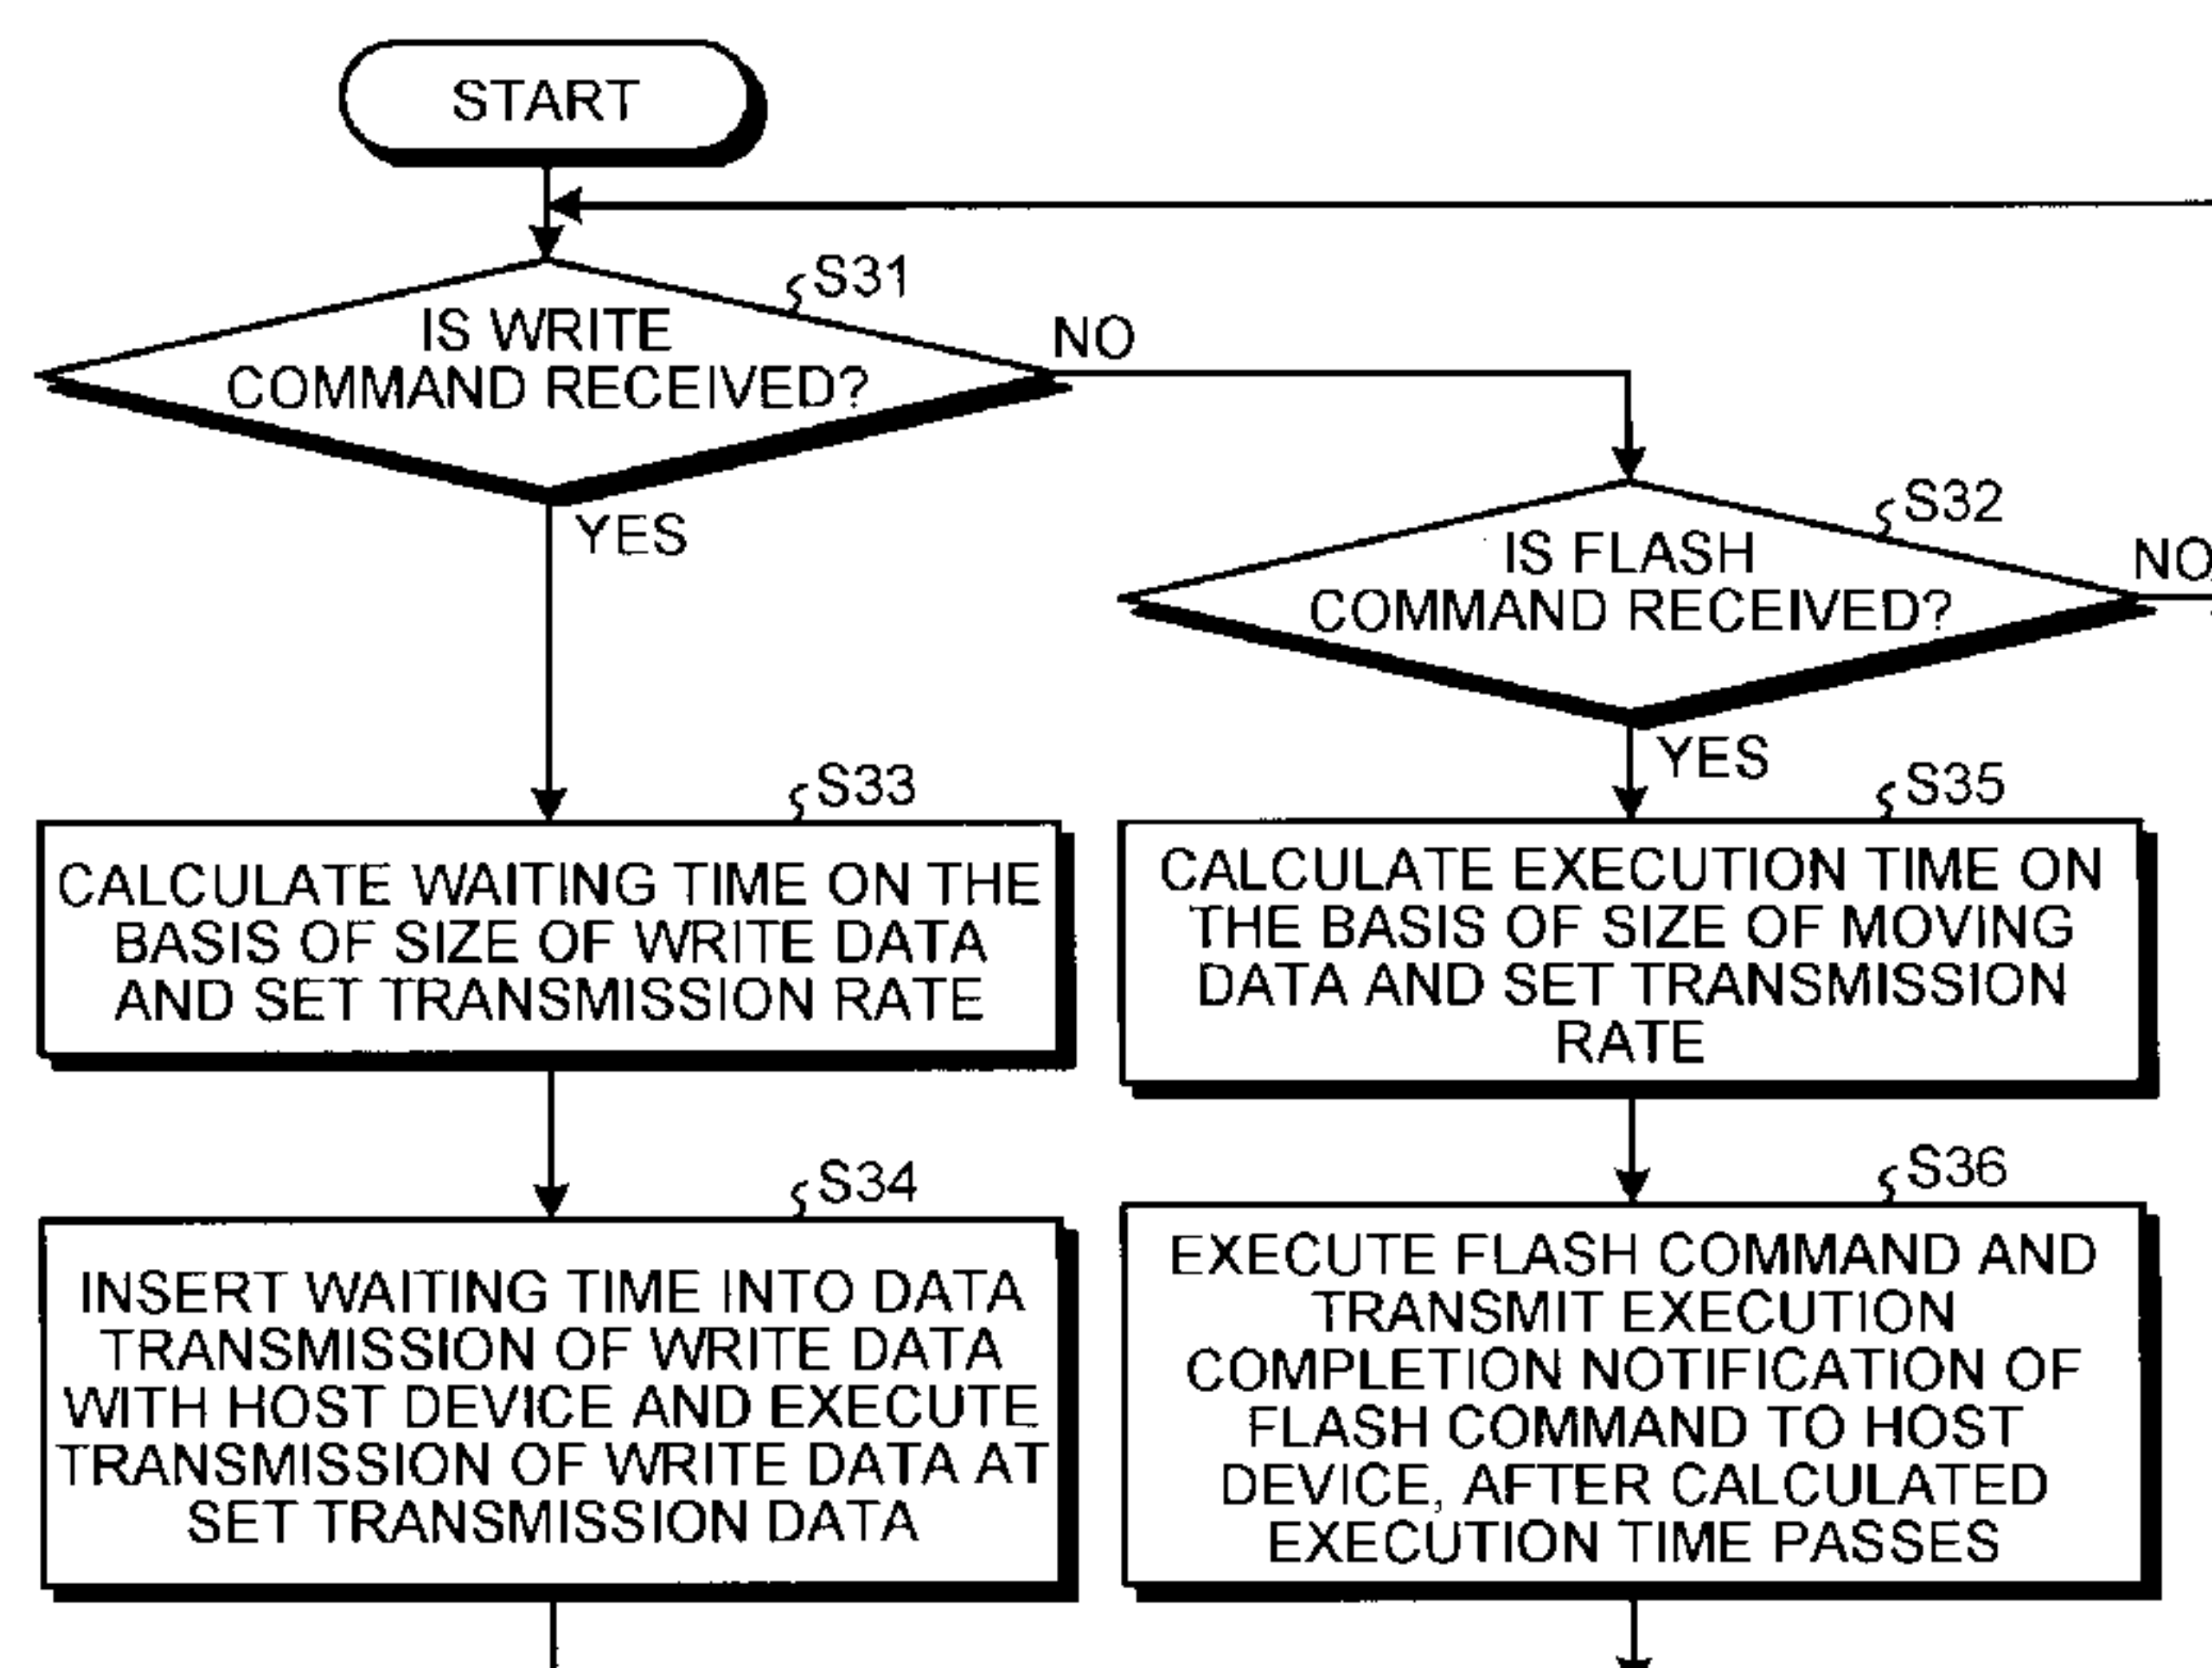 START
S31
IS WRITE
COMMAND RECEIVED?
NO
YES
S32
IS FLASH
COMMAND RECEIVED?
NO
YES
S33
CALCULATE WAITING TIME ON THE
BASIS OF SIZE OF WRITE DATA
AND SET TRANSMISSION RATE
S35
CALCULATE EXECUTION TIME ON
THE BASIS OF SIZE OF MOVING
DATA AND SET TRANSMISSION
RATE
S34
INSERT WAITING TIME INTO DATA
TRANSMISSION OF WRITE DATA
WITH HOST DEVICE AND EXECUTE
TRANSMISSION OF WRITE DATA AT
SET TRANSMISSION DATA
S36
EXECUTE FLASH COMMAND AND
TRANSMIT EXECUTION
COMPLETION NOTIFICATION OF
FLASH COMMAND TO HOST
DEVICE, AFTER CALCULATED
EXECUTION TIME PASSES